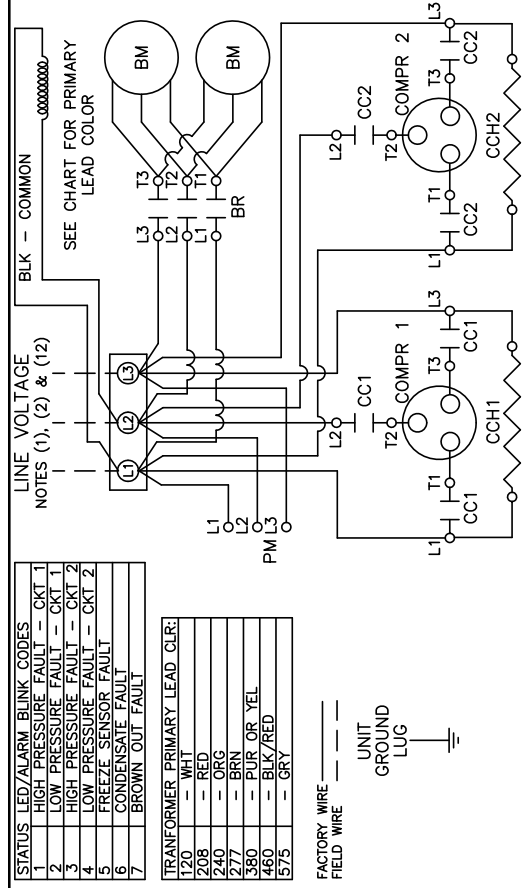 STATUS LED/ALARM BLINK CODES
1 HIGH PRESSURE FAULT - CKT 1
2 LOW PRESSURE FAULT - CKT 1
3 HIGH PRESSURE FAULT - CKT 2
4 LOW PRESSURE FAULT - CKT 2
5 FREEZE SENSOR FAULT
6 CONDENSATE FAULT
7 BROWN OUT FAULT
TRANFORMER PRIMARY LEAD CLR:
120 - WHT
208 - RED
240 - ORG
277 - BRN
380 - PUR OR YEL
460 - BLK/RED
575 - GRY
FACTORY WIRE
FIELD WIRE
UNIT
GROUND
LUG
LINE VOLTAGE
NOTES (1), (2) & (12)
L1
L2
L3
BLK - COMMON
SEE CHART FOR PRIMARY
LEAD COLOR
BM
BM
L3 T3
L2 T2
L1 T1
BR
L1
L2
PM L3
L2 CC1 T2
COMPR 1
L1 CC1 T1
T3 CC1 L3
CCH1
L2 CC2 T2
COMPR 2
L1 CC2 T1
T3 CC2 L3
CCH2